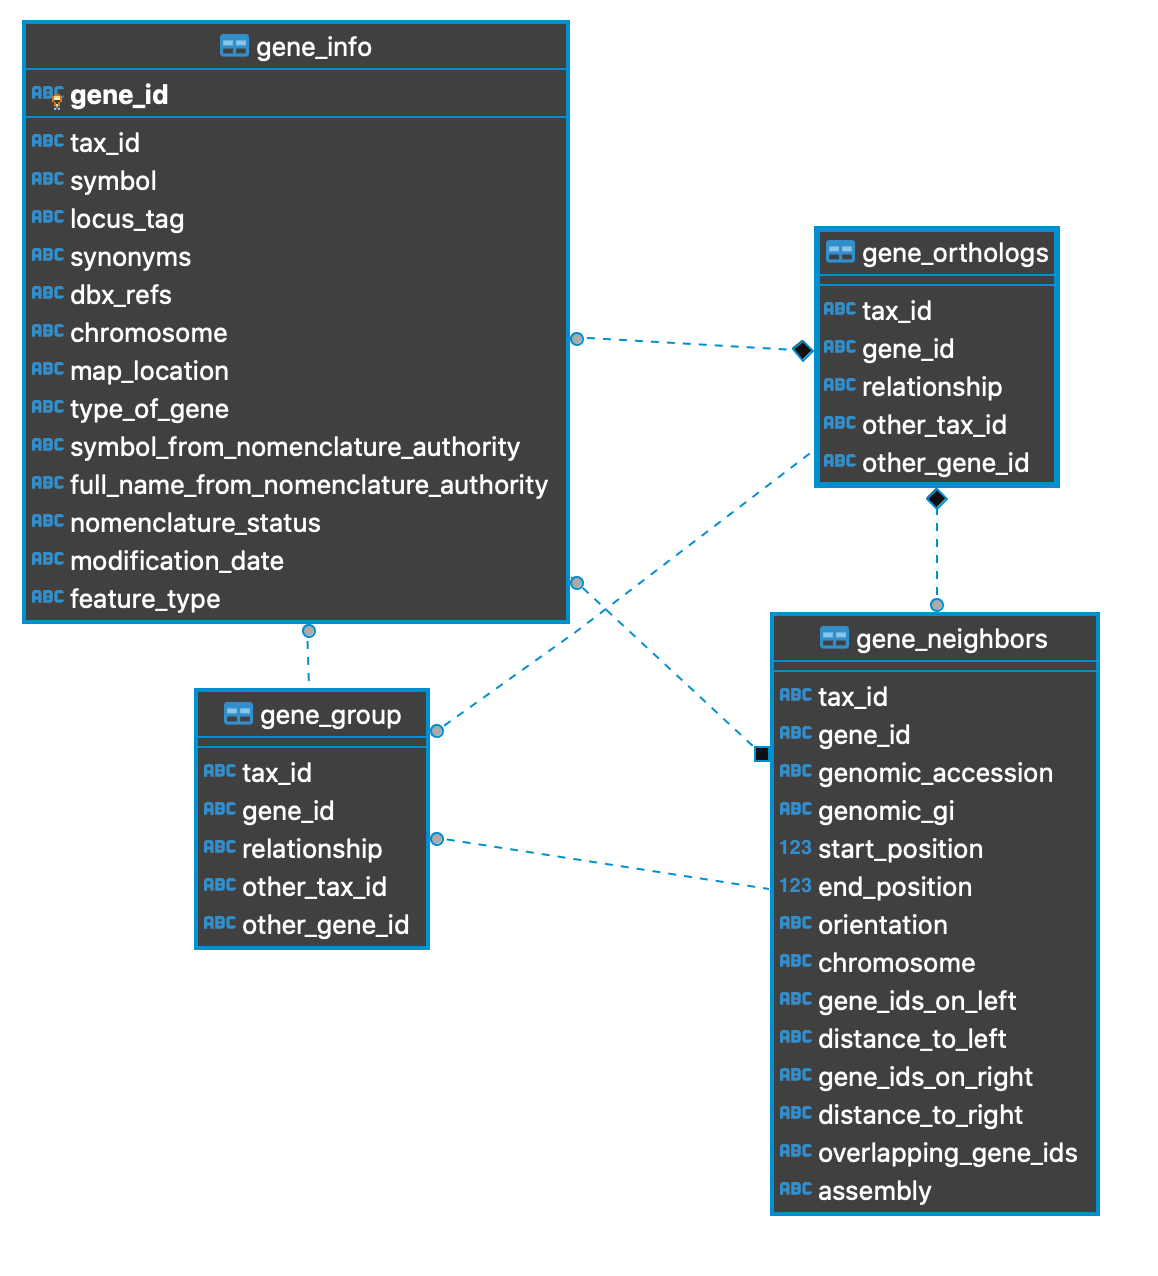 gene_info
ABC gene_id
ABC tax_id
ABC symbol
ABC locus_tag
ABC synonyms
ABC dbx_refs
ABC chromosome
ABC map_location
ABC type_of_gene
ABC symbol_from_nomenclature_authority
ABC full_name_from_nomenclature_authority
ABC nomenclature_status
ABC modification_date
ABC feature_type
gene_orthologs
ABC tax_id
ABC gene_id
ABC relationship
ABC other_tax_id
ABC other_gene_id
gene_group
ABC tax_id
ABC gene_id
ABC relationship
ABC other_tax_id
ABC other_gene_id
gene_neighbors
ABC tax_id
ABC gene_id
ABC genomic_accession
ABC genomic_gi
123 start_position
123 end_position
ABC orientation
ABC chromosome
ABC gene_ids_on_left
ABC distance_to_left
ABC gene_ids_on_right
ABC distance_to_right
ABC overlapping_gene_ids
ABC assembly